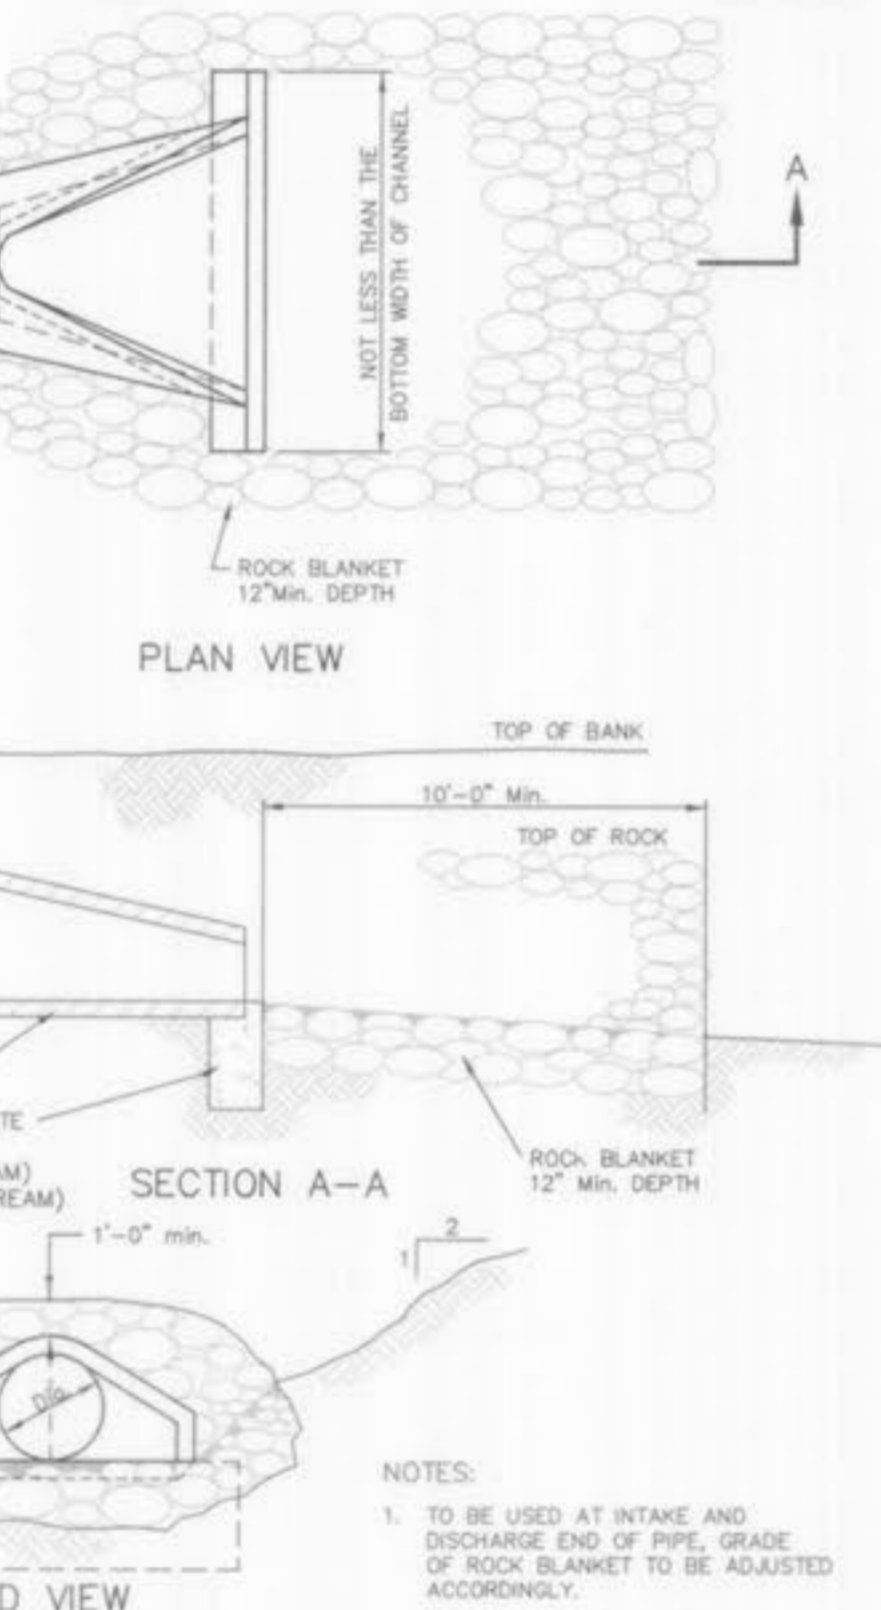 A
NOT LESS THAN THE
BOTTOM WIDTH OF CHANNEL
ROCK BLANKET
12"Min. DEPTH
PLAN VIEW
TOP OF BANK
10'-0" Min.
TOP OF ROCK
TE
AM)
REAM)
SECTION A-A
ROCK BLANKET
12" Min. DEPTH
1'-0" min.
2
1
Dia.
NOTES:
1. TO BE USED AT INTAKE AND
DISCHARGE END OF PIPE, GRADE
OF ROCK BLANKET TO BE ADJUSTED
ACCORDINGLY.
D VIEW